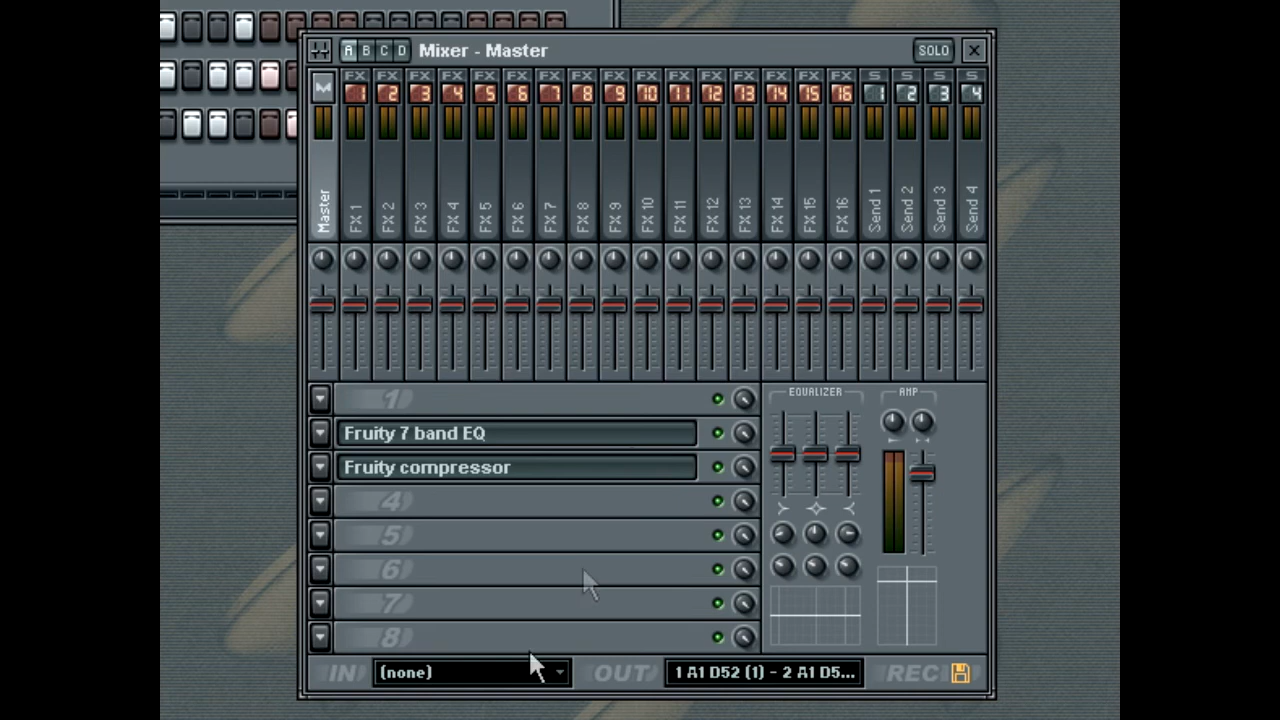 A B C D Mixer - Master SOLO
FX FX FX FX FX FX FX FX FX FX FX FX FX FX FX FX S S S S
M 1 2 3 4 5 6 7 8 9 10 11 12 13 14 15 16 1 2 3 4
Master FX 1 FX 2 FX 3 FX 4 FX 5 FX 6 FX 7 FX 8 FX 9 FX 10 FX 11 FX 12 FX 13 FX 14 FX 15 FX 16 Send 1 Send 2 Send 3 Send 4
1
Fruity 7 band EQ
Fruity compressor
4
5
6
7
8
EQUALIZER AMP
IN (none) OUT 1 A1 D52 (1) - 2 A1 D5... REC